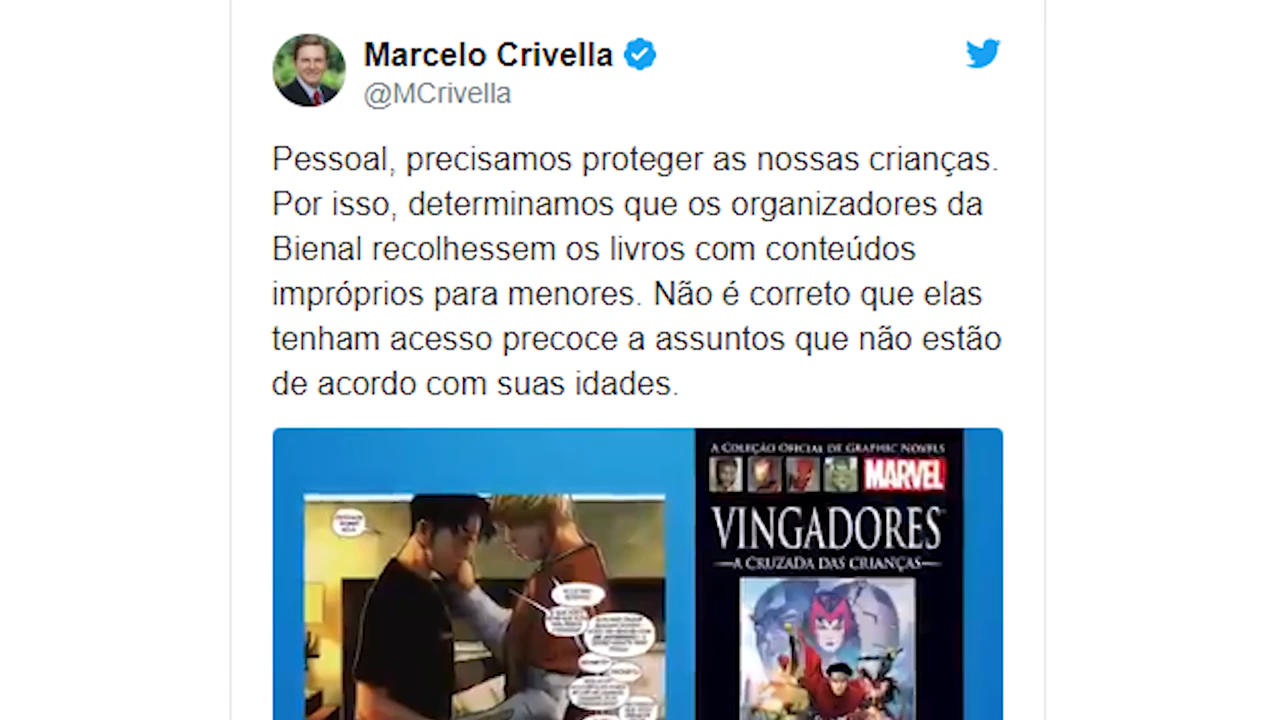 Marcelo Crivella
@MCrivella
Pessoal, precisamos proteger as nossas crianças.
Por isso, determinamos que os organizadores da
Bienal recolhessem os livros com conteúdos
impróprios para menores. Não é correto que elas
tenham acesso precoce a assuntos que não estão
de acordo com suas idades.
A COLEÇÃO OFICIAL DE GRAPHIC NOVELS
MARVEL
VINGADORES
A CRUZADA DAS CRIANÇAS